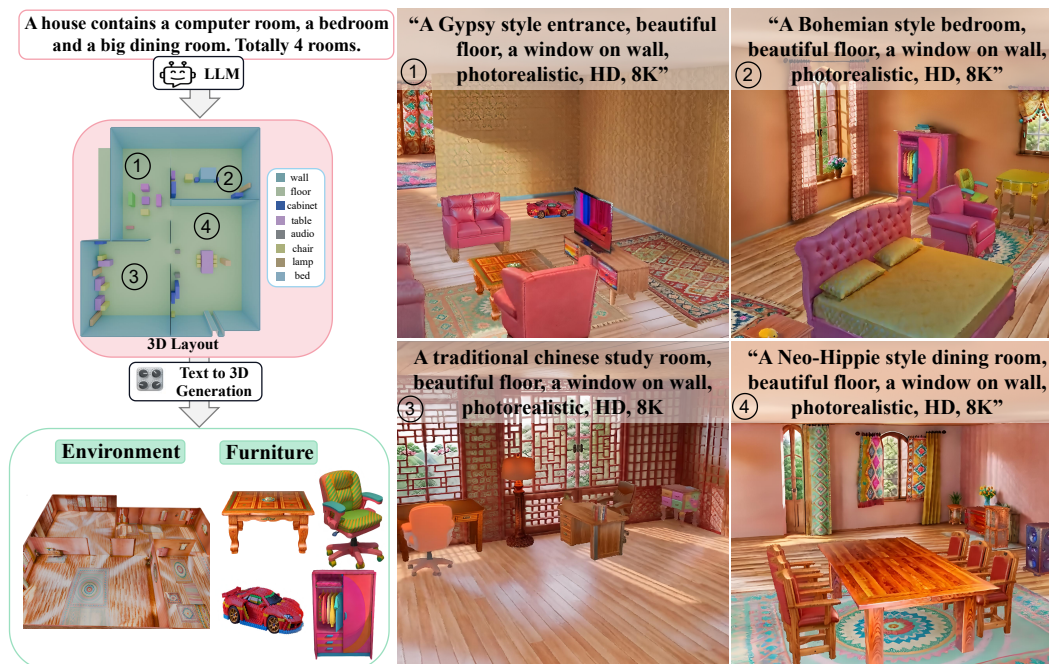 A house contains a computer room, a bedroom
and a big dining room. Totally 4 rooms.
LLM
1
2
4
3
wall
floor
cabinet
table
audio
chair
lamp
bed
3D Layout
Text to 3D
Generation
Environment
Furniture
“A Gypsy style entrance, beautiful
floor, a window on wall,
photorealistic, HD, 8K”
1
“A Bohemian style bedroom,
beautiful floor, a window on wall,
photorealistic, HD, 8K”
2
A traditional chinese study room,
beautiful floor, a window on wall,
photorealistic, HD, 8K
3
“A Neo-Hippie style dining room,
beautiful floor, a window on wall,
photorealistic, HD, 8K”
4